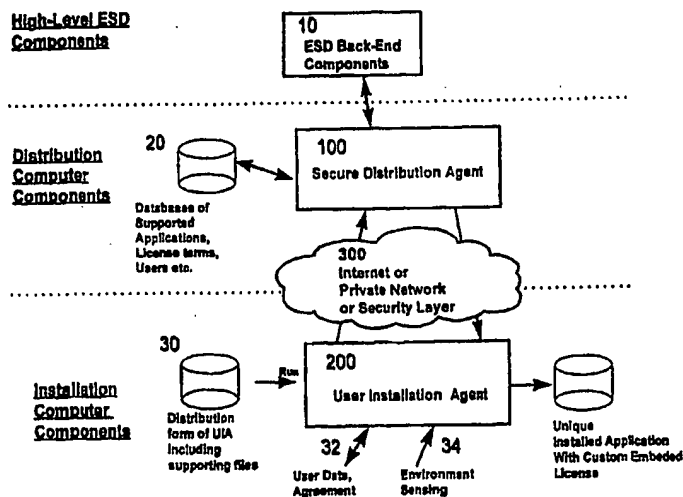 High-Level ESD
Components
10
ESD Back-End
Components
Distribution
Computer
Components
20
Databases of
Supported
Applications,
License terms,
Users etc.
100
Secure Distribution Agent
300
Internet or
Private Network
or Security Layer
Installation
Computer
Components
30
Distribution
form of UIA
including
supporting files
Run
200
User Installation Agent
32
User Data,
Agreement
34
Environment
Sensing
Unique
Installed Application
With Custom Embeded
License